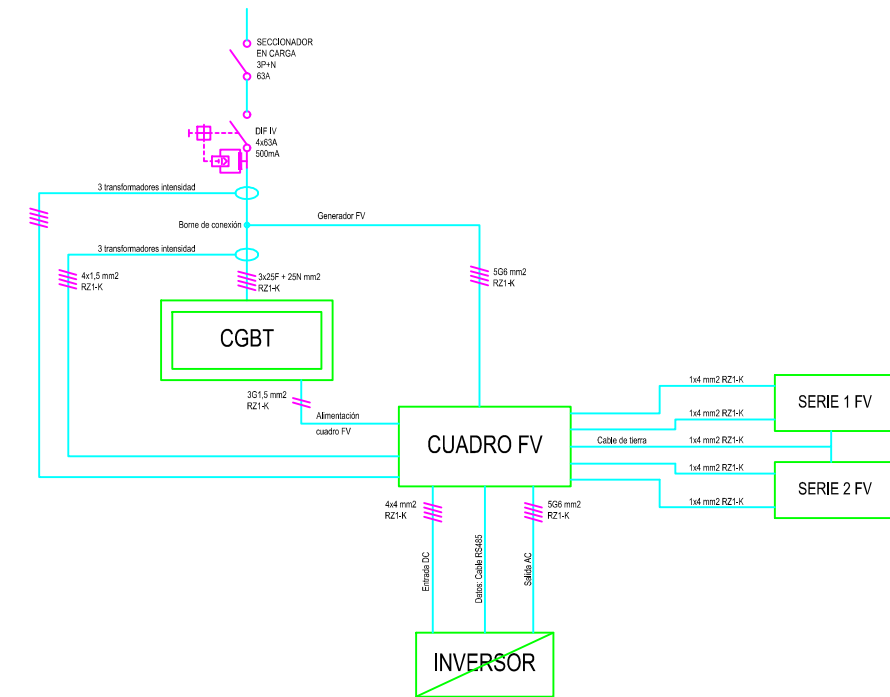 SECCIONADOR
EN CARGA
3P+N
63A
DIF IV
4x63A
500mA
3 transformadores intensidad
Borne de conexión
Generador FV
3 transformadores intensidad
4x1,5 mm2
RZ1-K
3x25F + 25N mm2
RZ1-K
5G6 mm2
RZ1-K
CGBT
3G1,5 mm2
RZ1-K
Alimentación
cuadro FV
CUADRO FV
1x4 mm2 RZ1-K
1x4 mm2 RZ1-K
Cable de tierra
1x4 mm2 RZ1-K
1x4 mm2 RZ1-K
1x4 mm2 RZ1-K
SERIE 1 FV
SERIE 2 FV
4x4 mm2
RZ1-K
5G6 mm2
RZ1-K
Entrada DC
Datos: Cable RS485
Salida AC
INVERSOR